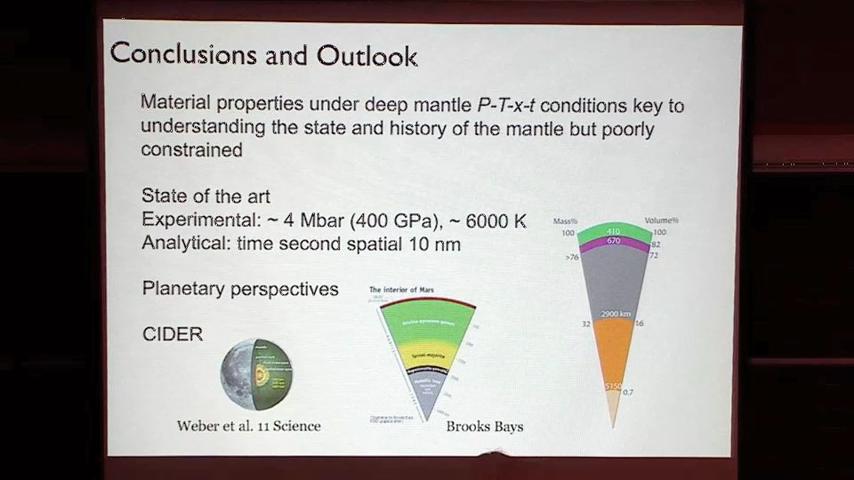 Conclusions and Outlook
Material properties under deep mantle P-T-x-t conditions key to
understanding the state and history of the mantle but poorly
constrained
State of the art
Experimental: ~ 4 Mbar (400 GPa), ~ 6000 K
Analytical: time second spatial 10 nm
Planetary perspectives
CIDER
Weber et al. 11 Science
The interior of Mars
Brooks Bays
Mass%
Volume%
100
410
100
670
82
>76
72
2900 km
32
16
5150
0.7